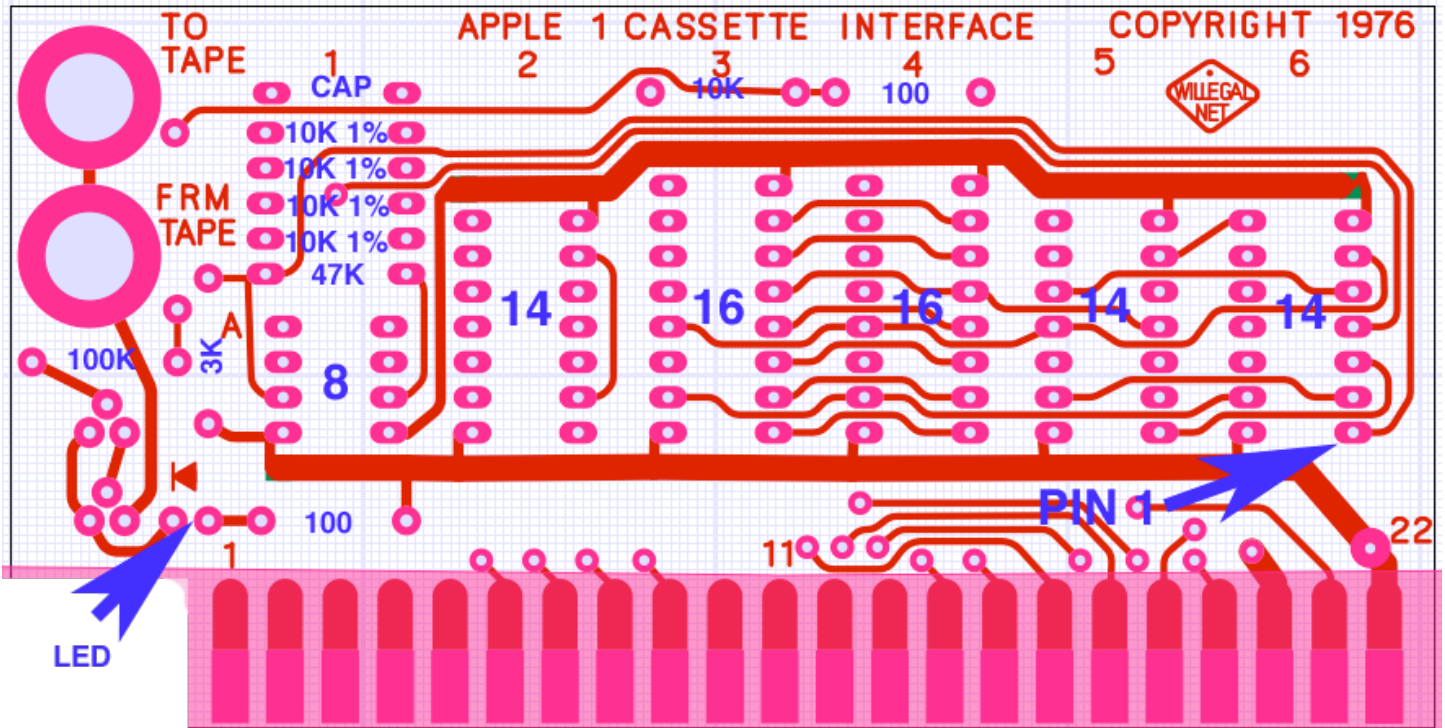 TO
TAPE
APPLE 1 CASSETTE INTERFACE
COPYRIGHT 1976
1
2
3
4
5
6
CAP
10K
100
WILLEGAL
NET
10K 1%
10K 1%
10K 1%
10K 1%
47K
FRM
TAPE
A
100K
3K
8
14
16
16
14
14
PIN 1
100
1
11
22
LED